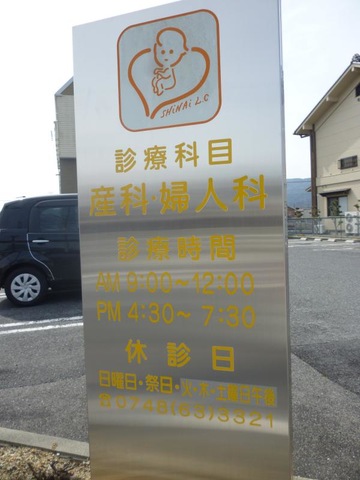 SHiNAi L.C
診療科目
産科・婦人科
診療時間
AM 9:00～12:00
PM 4:30～ 7:30
休診日
日曜日・祭日・火・木・土曜日午後
☎0748(63)3321